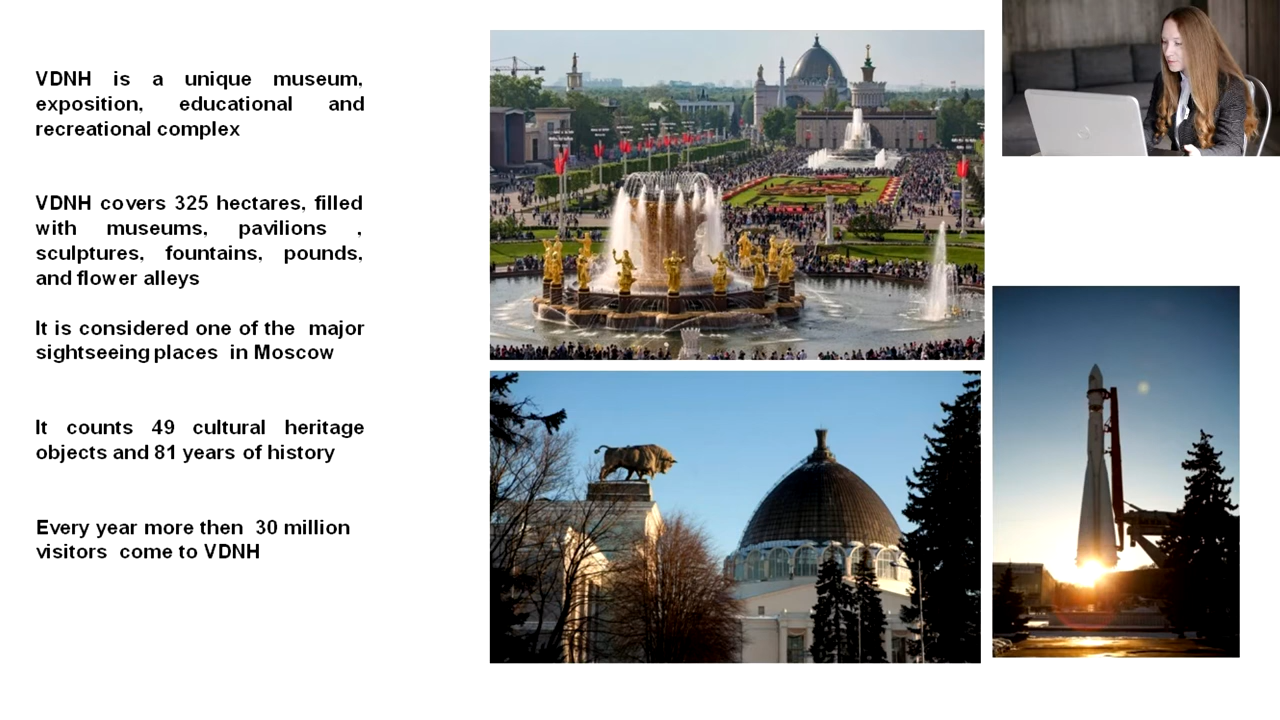 VDNH is a unique museum,
exposition, educational and
recreational complex
VDNH covers 325 hectares, filled
with museums, pavilions ,
sculptures, fountains, pounds,
and flower alleys
It is considered one of the major
sightseeing places in Moscow
It counts 49 cultural heritage
objects and 81 years of history
Every year more then 30 million
visitors come to VDNH